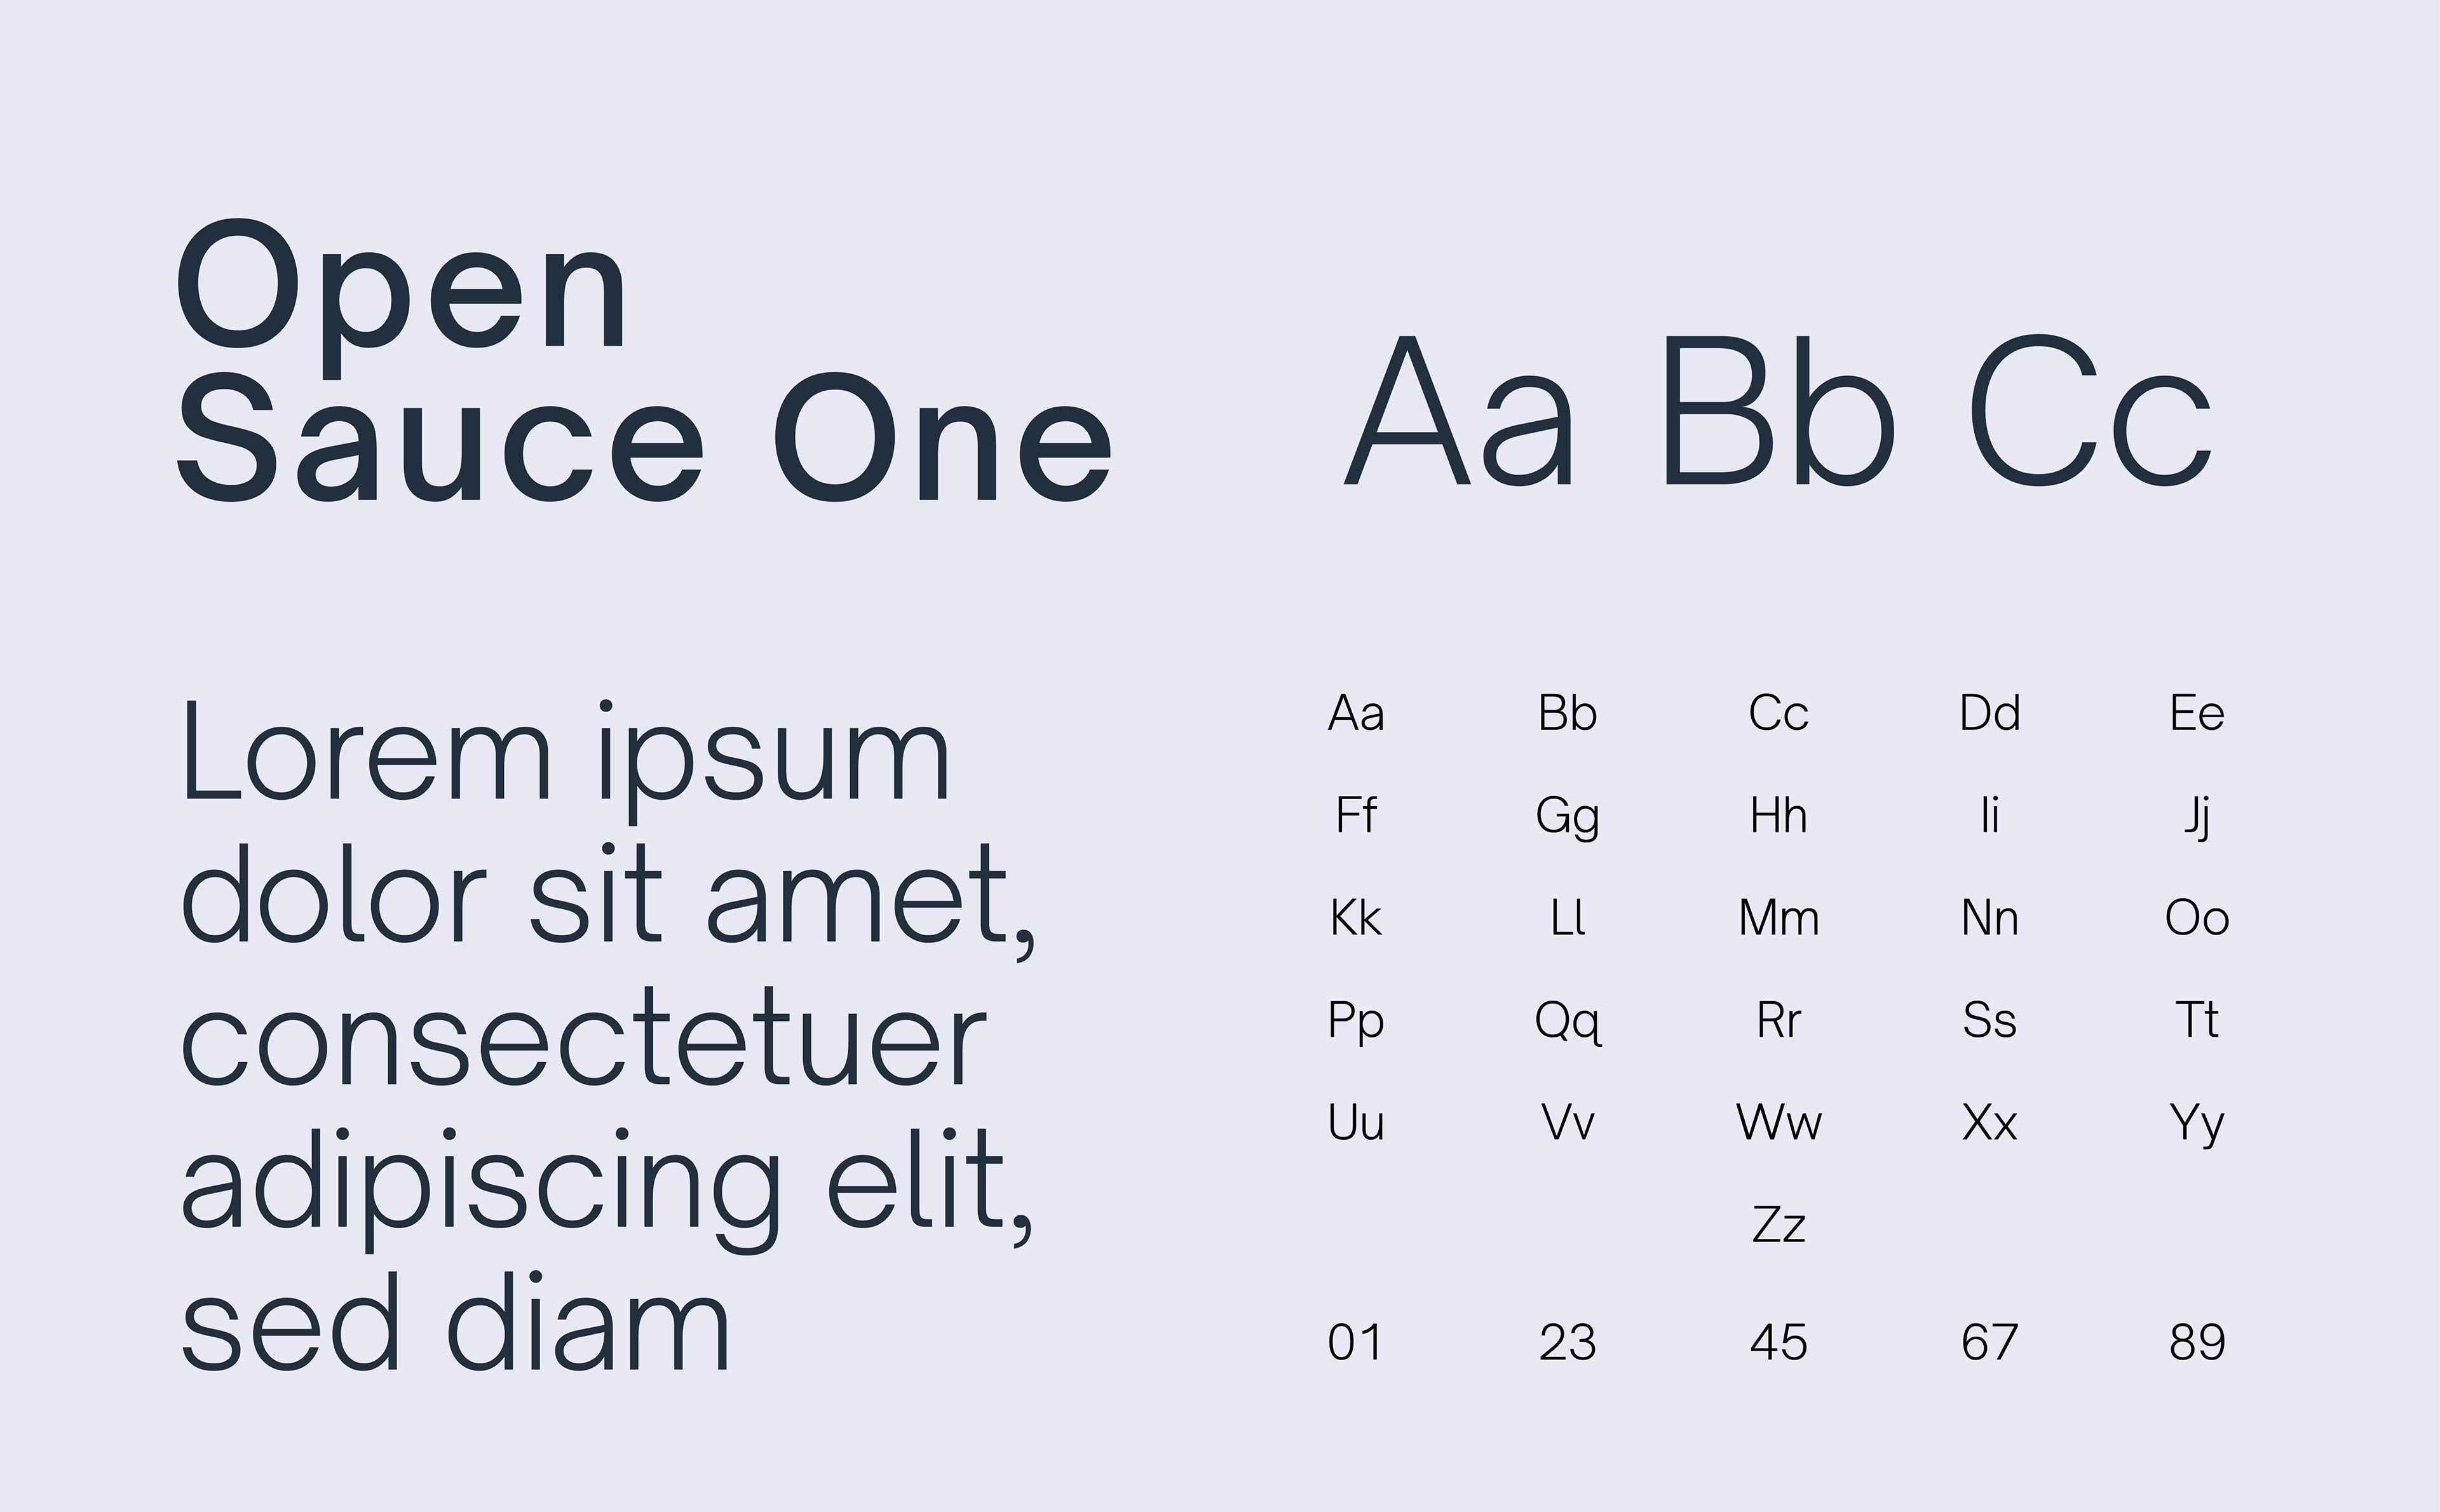 Open
Sauce One
Aa Bb Cc
Lorem ipsum
dolor sit amet,
consectetuer
adipiscing elit,
sed diam
Aa Bb Cc Dd Ee
Ff Gg Hh Ii Jj
Kk Ll Mm Nn Oo
Pp Qq Rr Ss Tt
Uu Vv Ww Xx Yy
Zz
01 23 45 67 89